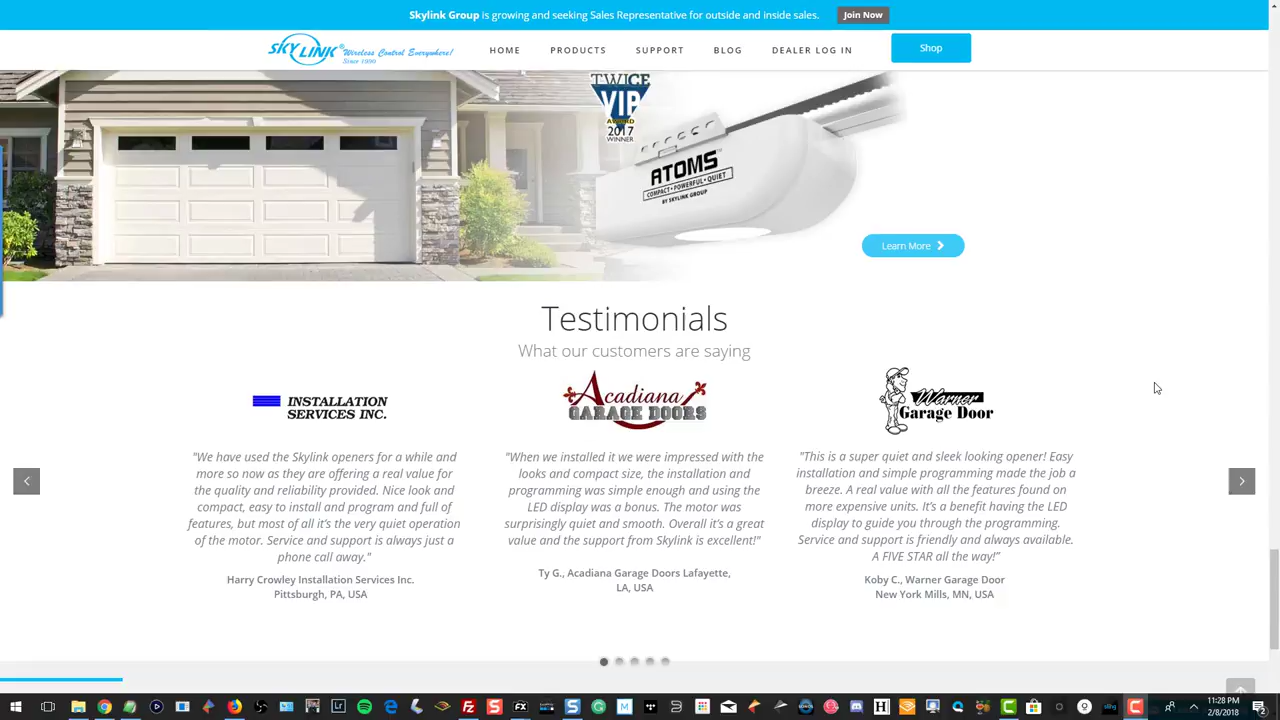 Skylink Group is growing and seeking Sales Representative for outside and inside sales. Join Now
SKYLINK® Wireless Control Everywhere!
Since 1990
HOME PRODUCTS SUPPORT BLOG DEALER LOG IN Shop
TWICE
VIP
AWARD
2017
WINNER
ATOMS
COMPACT • POWERFUL • QUIET
BY SKYLINK GROUP
Learn More
Testimonials
What our customers are saying
INSTALLATION
SERVICES INC.
"We have used the Skylink openers for a while and
more so now as they are offering a real value for
the quality and reliability provided. Nice look and
compact, easy to install and program and full of
features, but most of all it's the very quiet operation
of the motor. Service and support is always just a
phone call away."
Harry Crowley Installation Services Inc.
Pittsburgh, PA, USA
Acadiana
GARAGE DOORS
"When we installed it we were impressed with the
looks and compact size, the installation and
programming was simple enough and using the
LED display was a bonus. The motor was
surprisingly quiet and smooth. Overall it's a great
value and the support from Skylink is excellent!"
Ty G., Acadiana Garage Doors Lafayette,
LA, USA
Warner
Garage Door
"This is a super quiet and sleek looking opener! Easy
installation and simple programming made the job a
breeze. A real value with all the features found on
more expensive units. It's a benefit having the LED
display to guide you through the programming.
Service and support is friendly and always available.
A FIVE STAR all the way!"
Koby C., Warner Garage Door
New York Mills, MN, USA
11:28 PM
2/8/2018